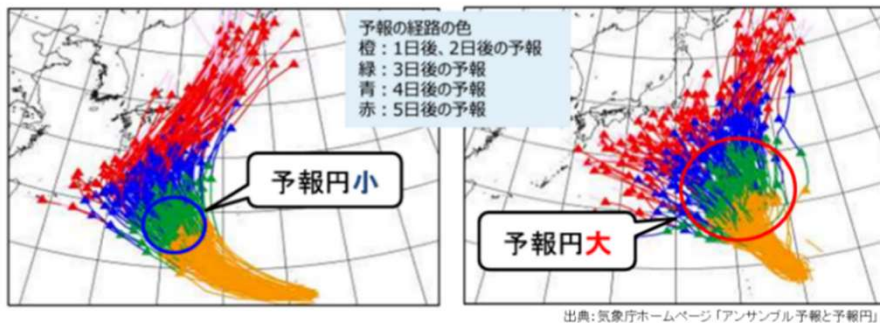 予報の経路の色
橙：1日後、2日後の予報
緑：3日後の予報
青：4日後の予報
赤：5日後の予報
予報円小
予報円大
出典：気象庁ホームページ「アンサンブル予報と予報円」